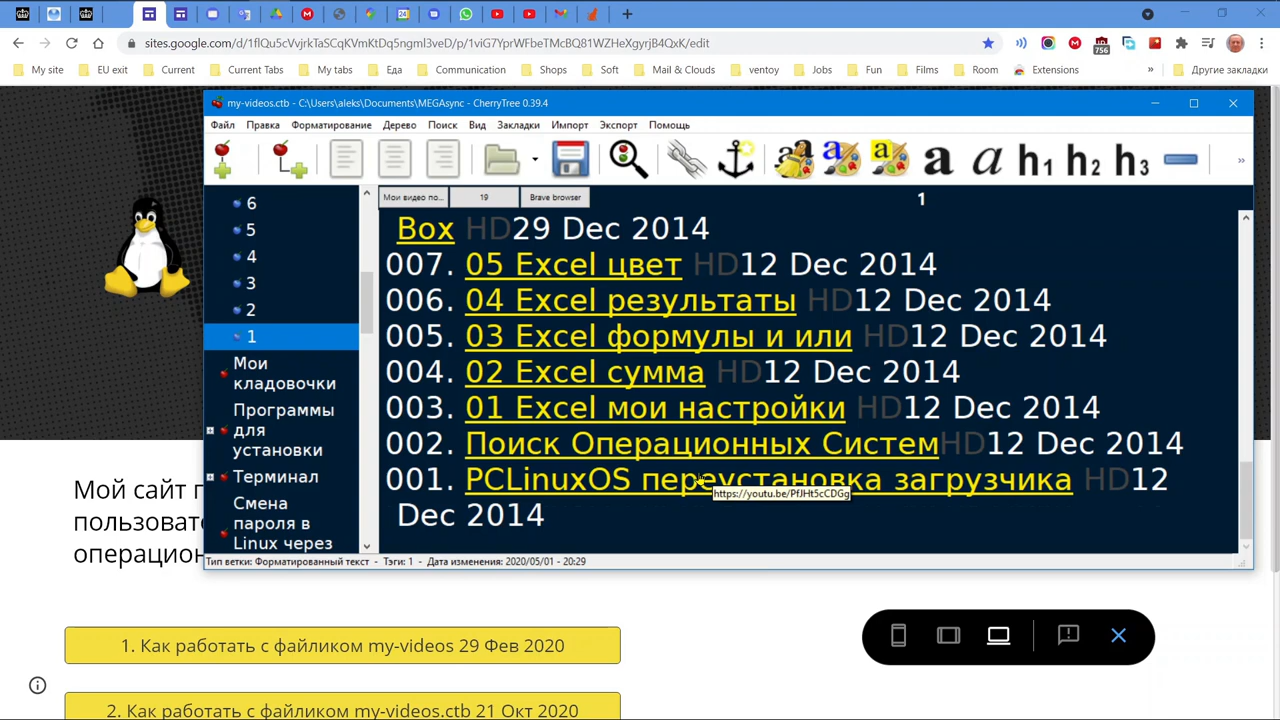 sites.google.com/d/1flQu5cVvjrkTaSCqKVmKtDq5ngmI3veDp/1viG7YprWFbeTMcBQ81WZHeXgyrjB4QxK/edit
756
My site EU exit Current Current Tabs My tabs Еда Communication Shops Soft Mail & Clouds ventoy Jobs Fun Films Room Extensions » Другие закладки
my-videos.ctb - C:\Users\aleks\Documents\MEGAsync - CherryTree 0.39.4
Файл Правка Форматирование Дерево Поиск Вид Закладки Импорт Экспорт Помощь
a a h1 h2 h3 »
Мои видео по... 19 Brave browser 1
6
5
4
3
2
1
Мои
кладовочки
Программы
для
установки
Терминал
Смена
пароля в
Linux через
Box HD29 Dec 2014
007. 05 Excel цвет HD12 Dec 2014
006. 04 Excel результаты HD12 Dec 2014
005. 03 Excel формулы и или HD12 Dec 2014
004. 02 Excel сумма HD12 Dec 2014
003. 01 Excel мои настройки HD12 Dec 2014
002. Поиск Операционных СистемHD12 Dec 2014
001. PCLinuxOS переустановка загрузчика HD12
Dec 2014
https://youtu.be/PfJHt5cCDGg
Тип ветки: Форматированный текст - Тэги: 1 - Дата изменения: 2020/05/01 - 20:29
Мой сайт
пользоват
операцион
1. Как работать с файликом my-videos 29 Фев 2020
2. Как работать с файликом my-videos.ctb 21 Окт 2020